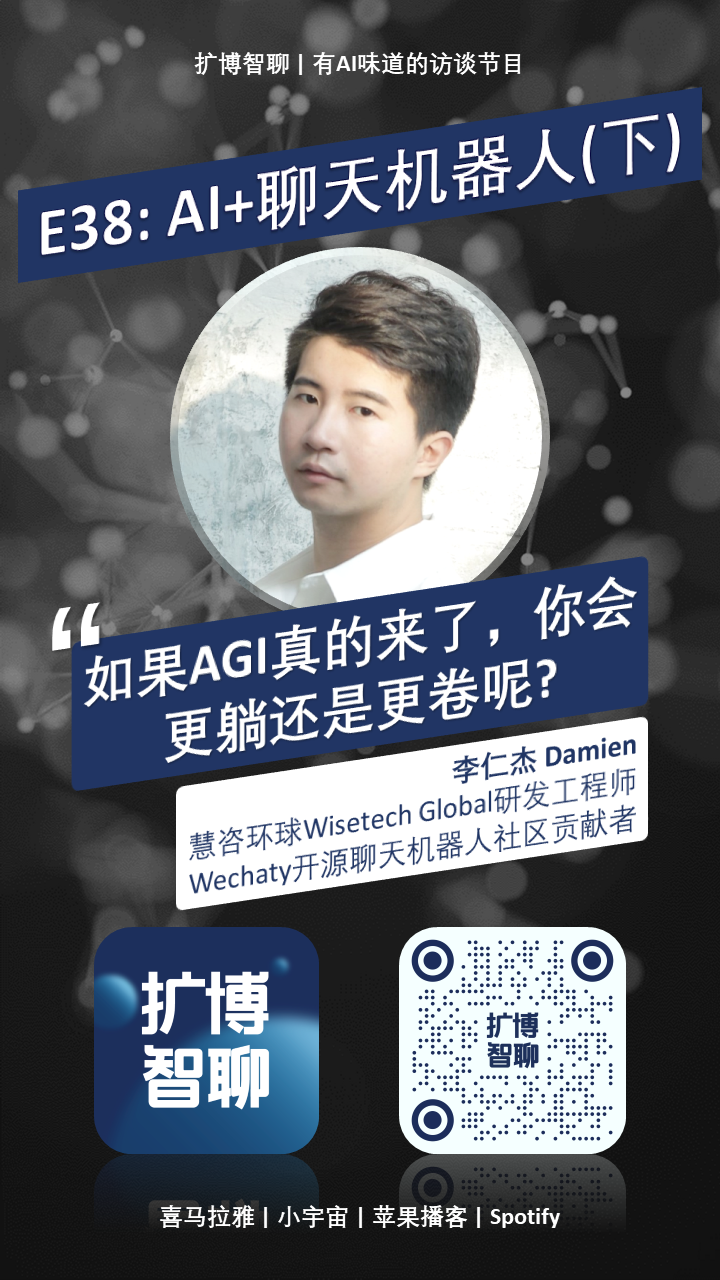 扩博智聊 | 有AI味道的访谈节目
E38: AI+聊天机器人(下)
“如果AGI真的来了，你会
更躺还是更卷呢?
李仁杰 Damien
慧咨环球Wisetech Global研发工程师
Wechaty开源聊天机器人社区贡献者
扩博
智聊
扩博
智聊
喜马拉雅 | 小宇宙 | 苹果播客 | Spotify